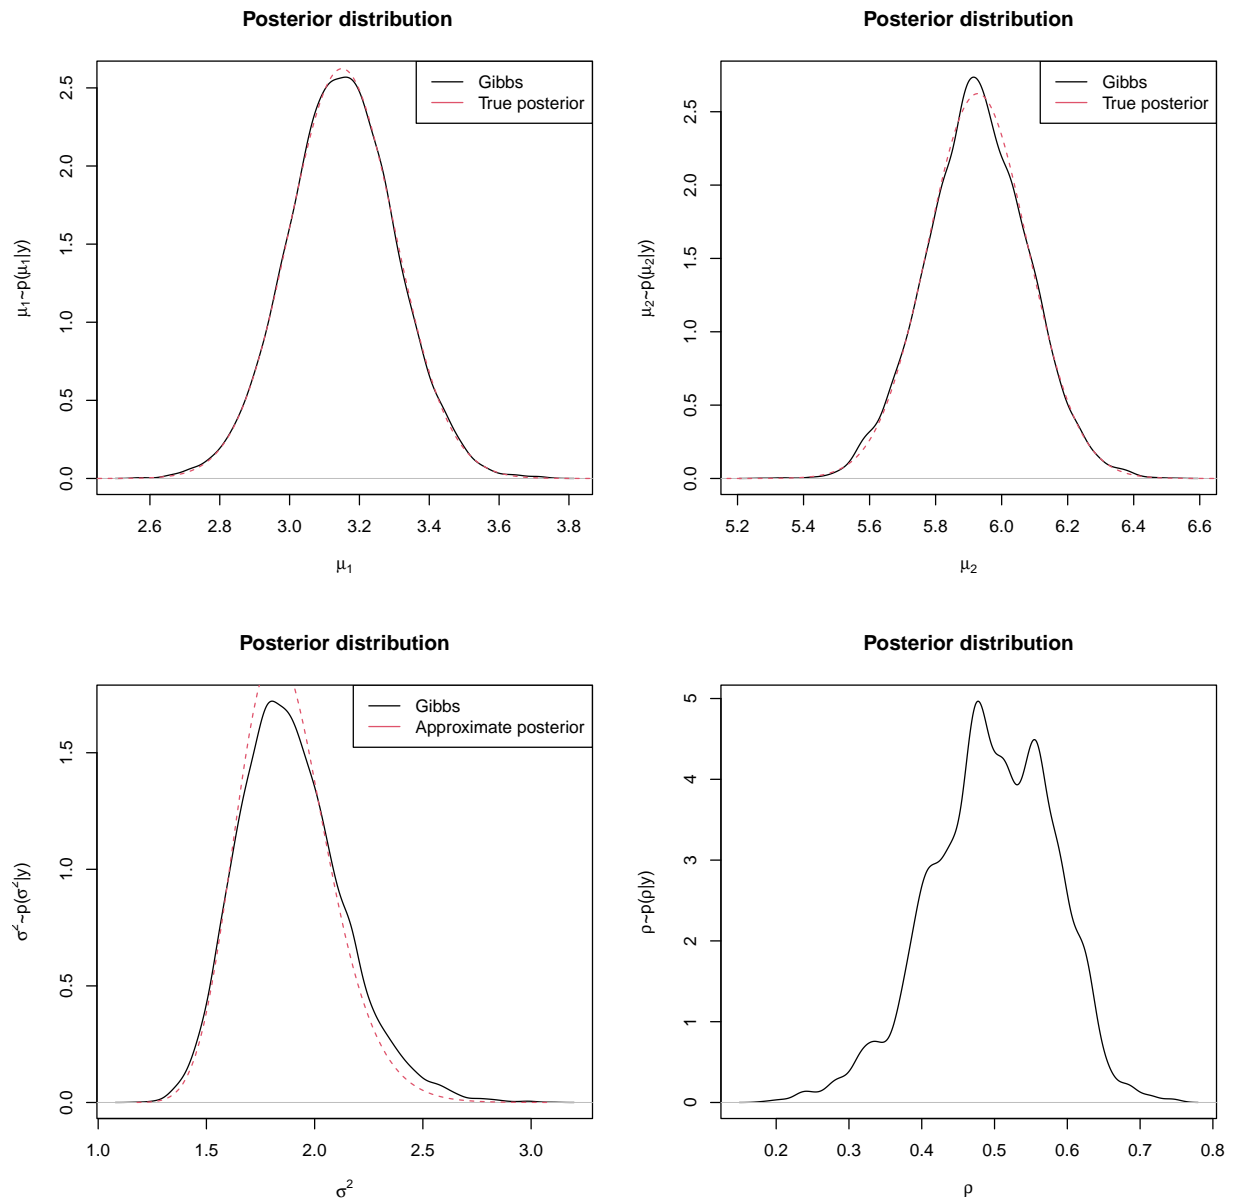 Posterior distribution
Gibbs
True posterior
2.5
2.0
1.5
1.0
0.5
0.0
μ₁~p(μ₁|y)
2.6 2.8 3.0 3.2 3.4 3.6 3.8
μ₁
Posterior distribution
Gibbs
True posterior
2.5
2.0
1.5
1.0
0.5
0.0
μ₂~p(μ₂|y)
5.2 5.4 5.6 5.8 6.0 6.2 6.4 6.6
μ₂
Posterior distribution
Gibbs
Approximate posterior
1.5
1.0
0.5
0.0
σ²~p(σ²|y)
1.0 1.5 2.0 2.5 3.0
σ²
Posterior distribution
5
4
3
2
1
0
ρ~p(ρ|y)
0.2 0.3 0.4 0.5 0.6 0.7 0.8
ρ